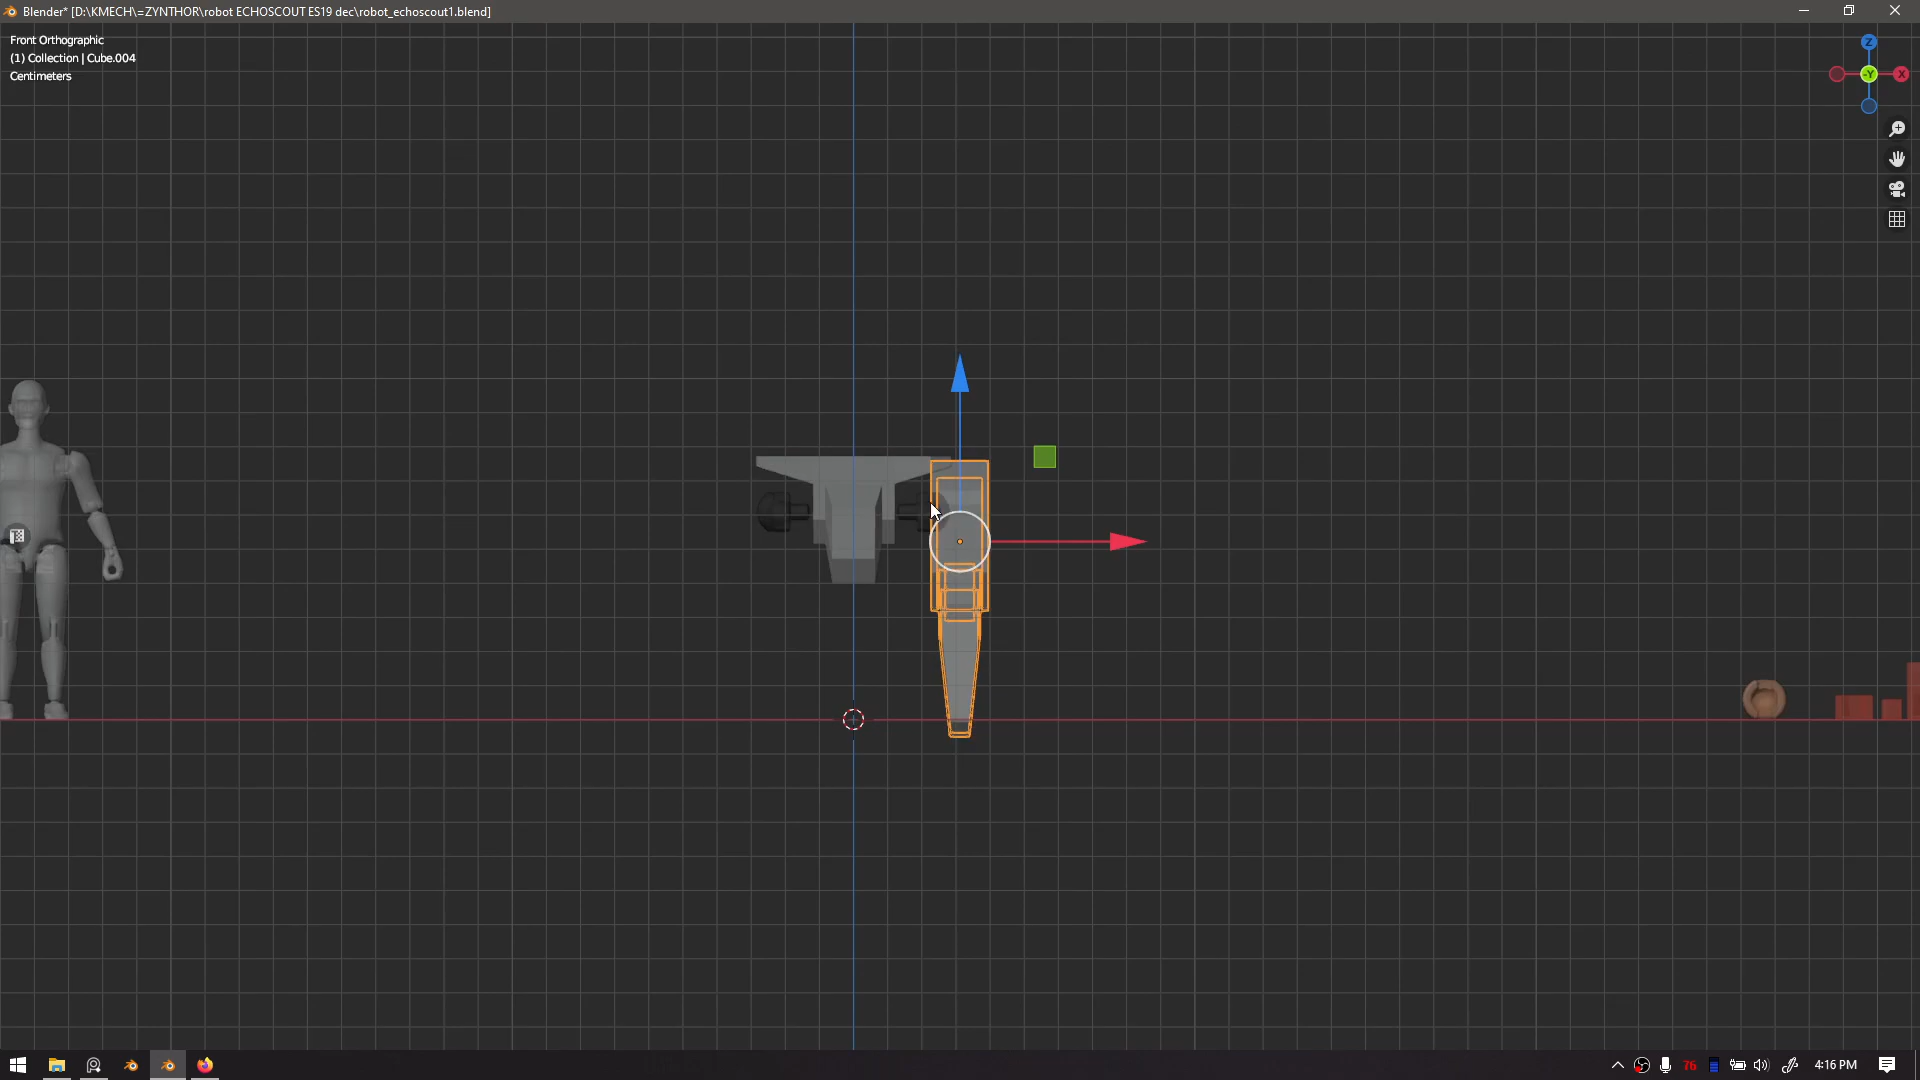 Blender* [D:\KMECH\=ZYNTHOR\robot ECHOSCOUT ES19 dec\robot_echoscout1.blend]
Front Orthographic
(1) Collection | Cube.004
Centimeters
Z
-Y
X
76
4:16 PM